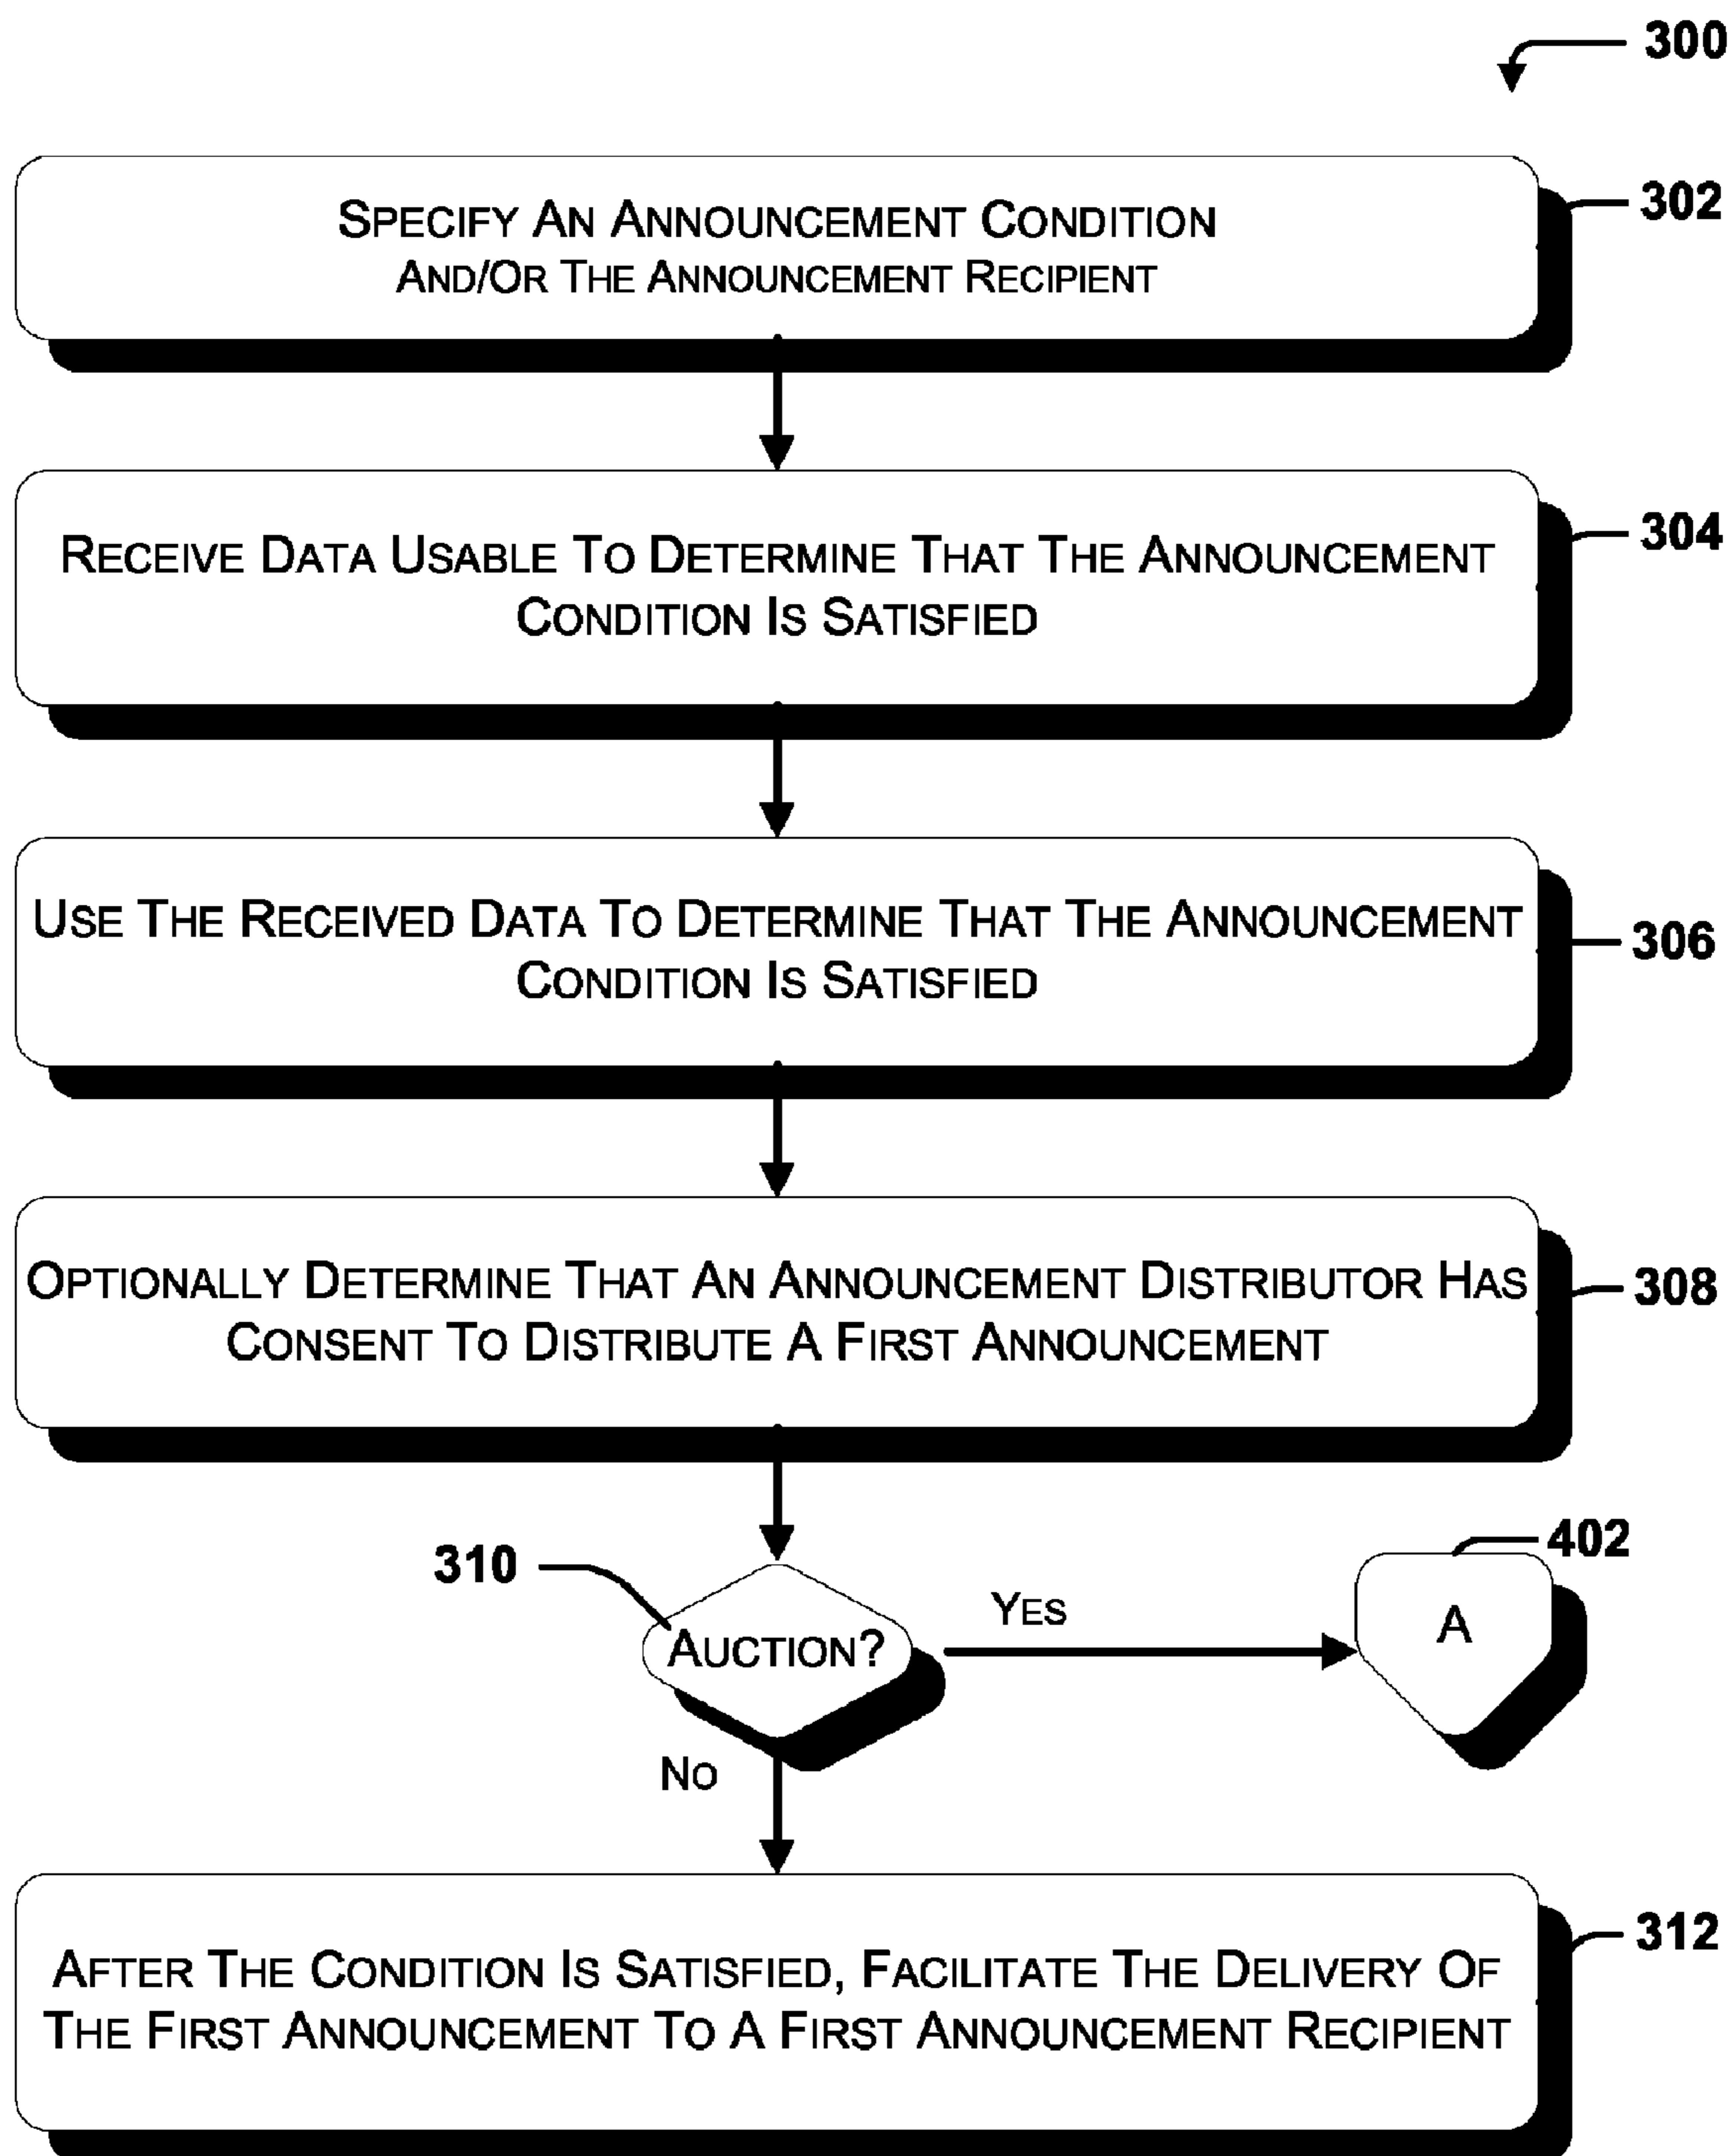 300
302
SPECIFY AN ANNOUNCEMENT CONDITION
AND/OR THE ANNOUNCEMENT RECIPIENT
304
RECEIVE DATA USABLE TO DETERMINE THAT THE ANNOUNCEMENT
CONDITION IS SATISFIED
306
USE THE RECEIVED DATA TO DETERMINE THAT THE ANNOUNCEMENT
CONDITION IS SATISFIED
308
OPTIONALLY DETERMINE THAT AN ANNOUNCEMENT DISTRIBUTOR HAS
CONSENT TO DISTRIBUTE A FIRST ANNOUNCEMENT
310
AUCTION?
YES
402
A
NO
312
AFTER THE CONDITION IS SATISFIED, FACILITATE THE DELIVERY OF
THE FIRST ANNOUNCEMENT TO A FIRST ANNOUNCEMENT RECIPIENT